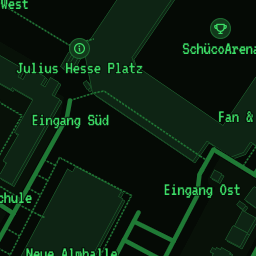 West
SchücoArena
Julius Hesse Platz
Eingang Süd
Fan &
Eingang Ost
chule
Neue Almhalle